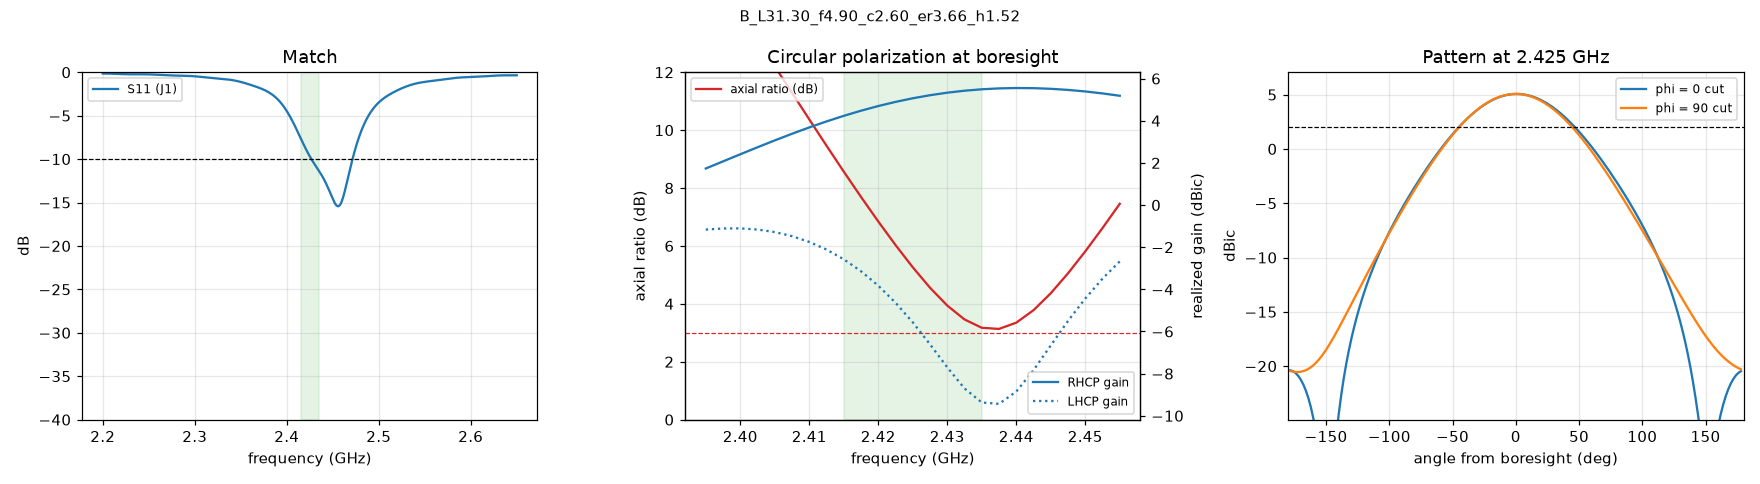 B_L31.30_f4.90_c2.60_er3.66_h1.52
Match
S11 (J1)
dB
0
−5
−10
−15
−20
−25
−30
−35
−40
2.2 2.3 2.4 2.5 2.6
frequency (GHz)
Circular polarization at boresight
axial ratio (dB)
axial ratio (dB)
12
10
8
6
4
2
0
2.40 2.41 2.42 2.43 2.44 2.45
frequency (GHz)
RHCP gain
LHCP gain
6
4
2
0
−2
−4
−6
−8
−10
realized gain (dBic)
Pattern at 2.425 GHz
phi = 0 cut
phi = 90 cut
dBic
5
0
−5
−10
−15
−20
−150 −100 −50 0 50 100 150
angle from boresight (deg)